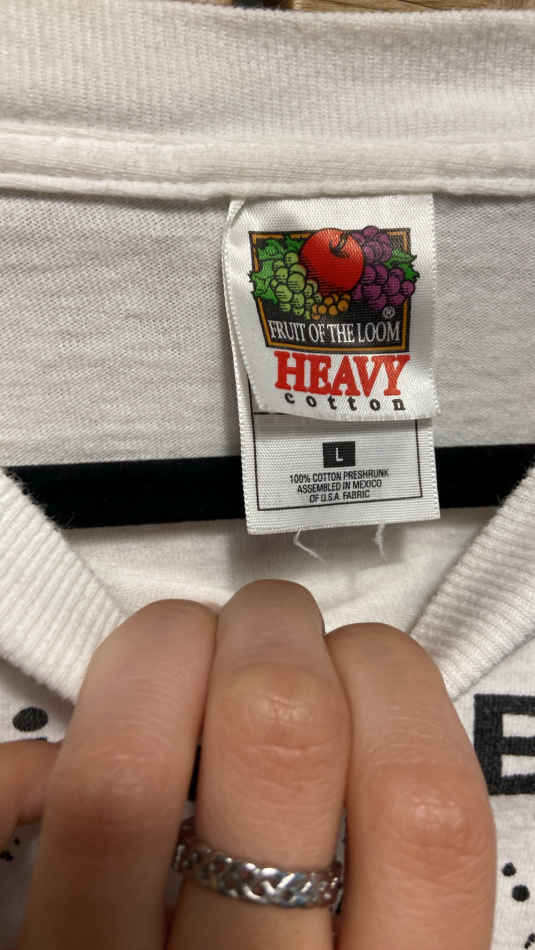 ®
FRUIT OF THE LOOM
HEAVY
cotton
L
100% COTTON PRESHRUNK
ASSEMBLED IN MEXICO
OF U.S.A. FABRIC